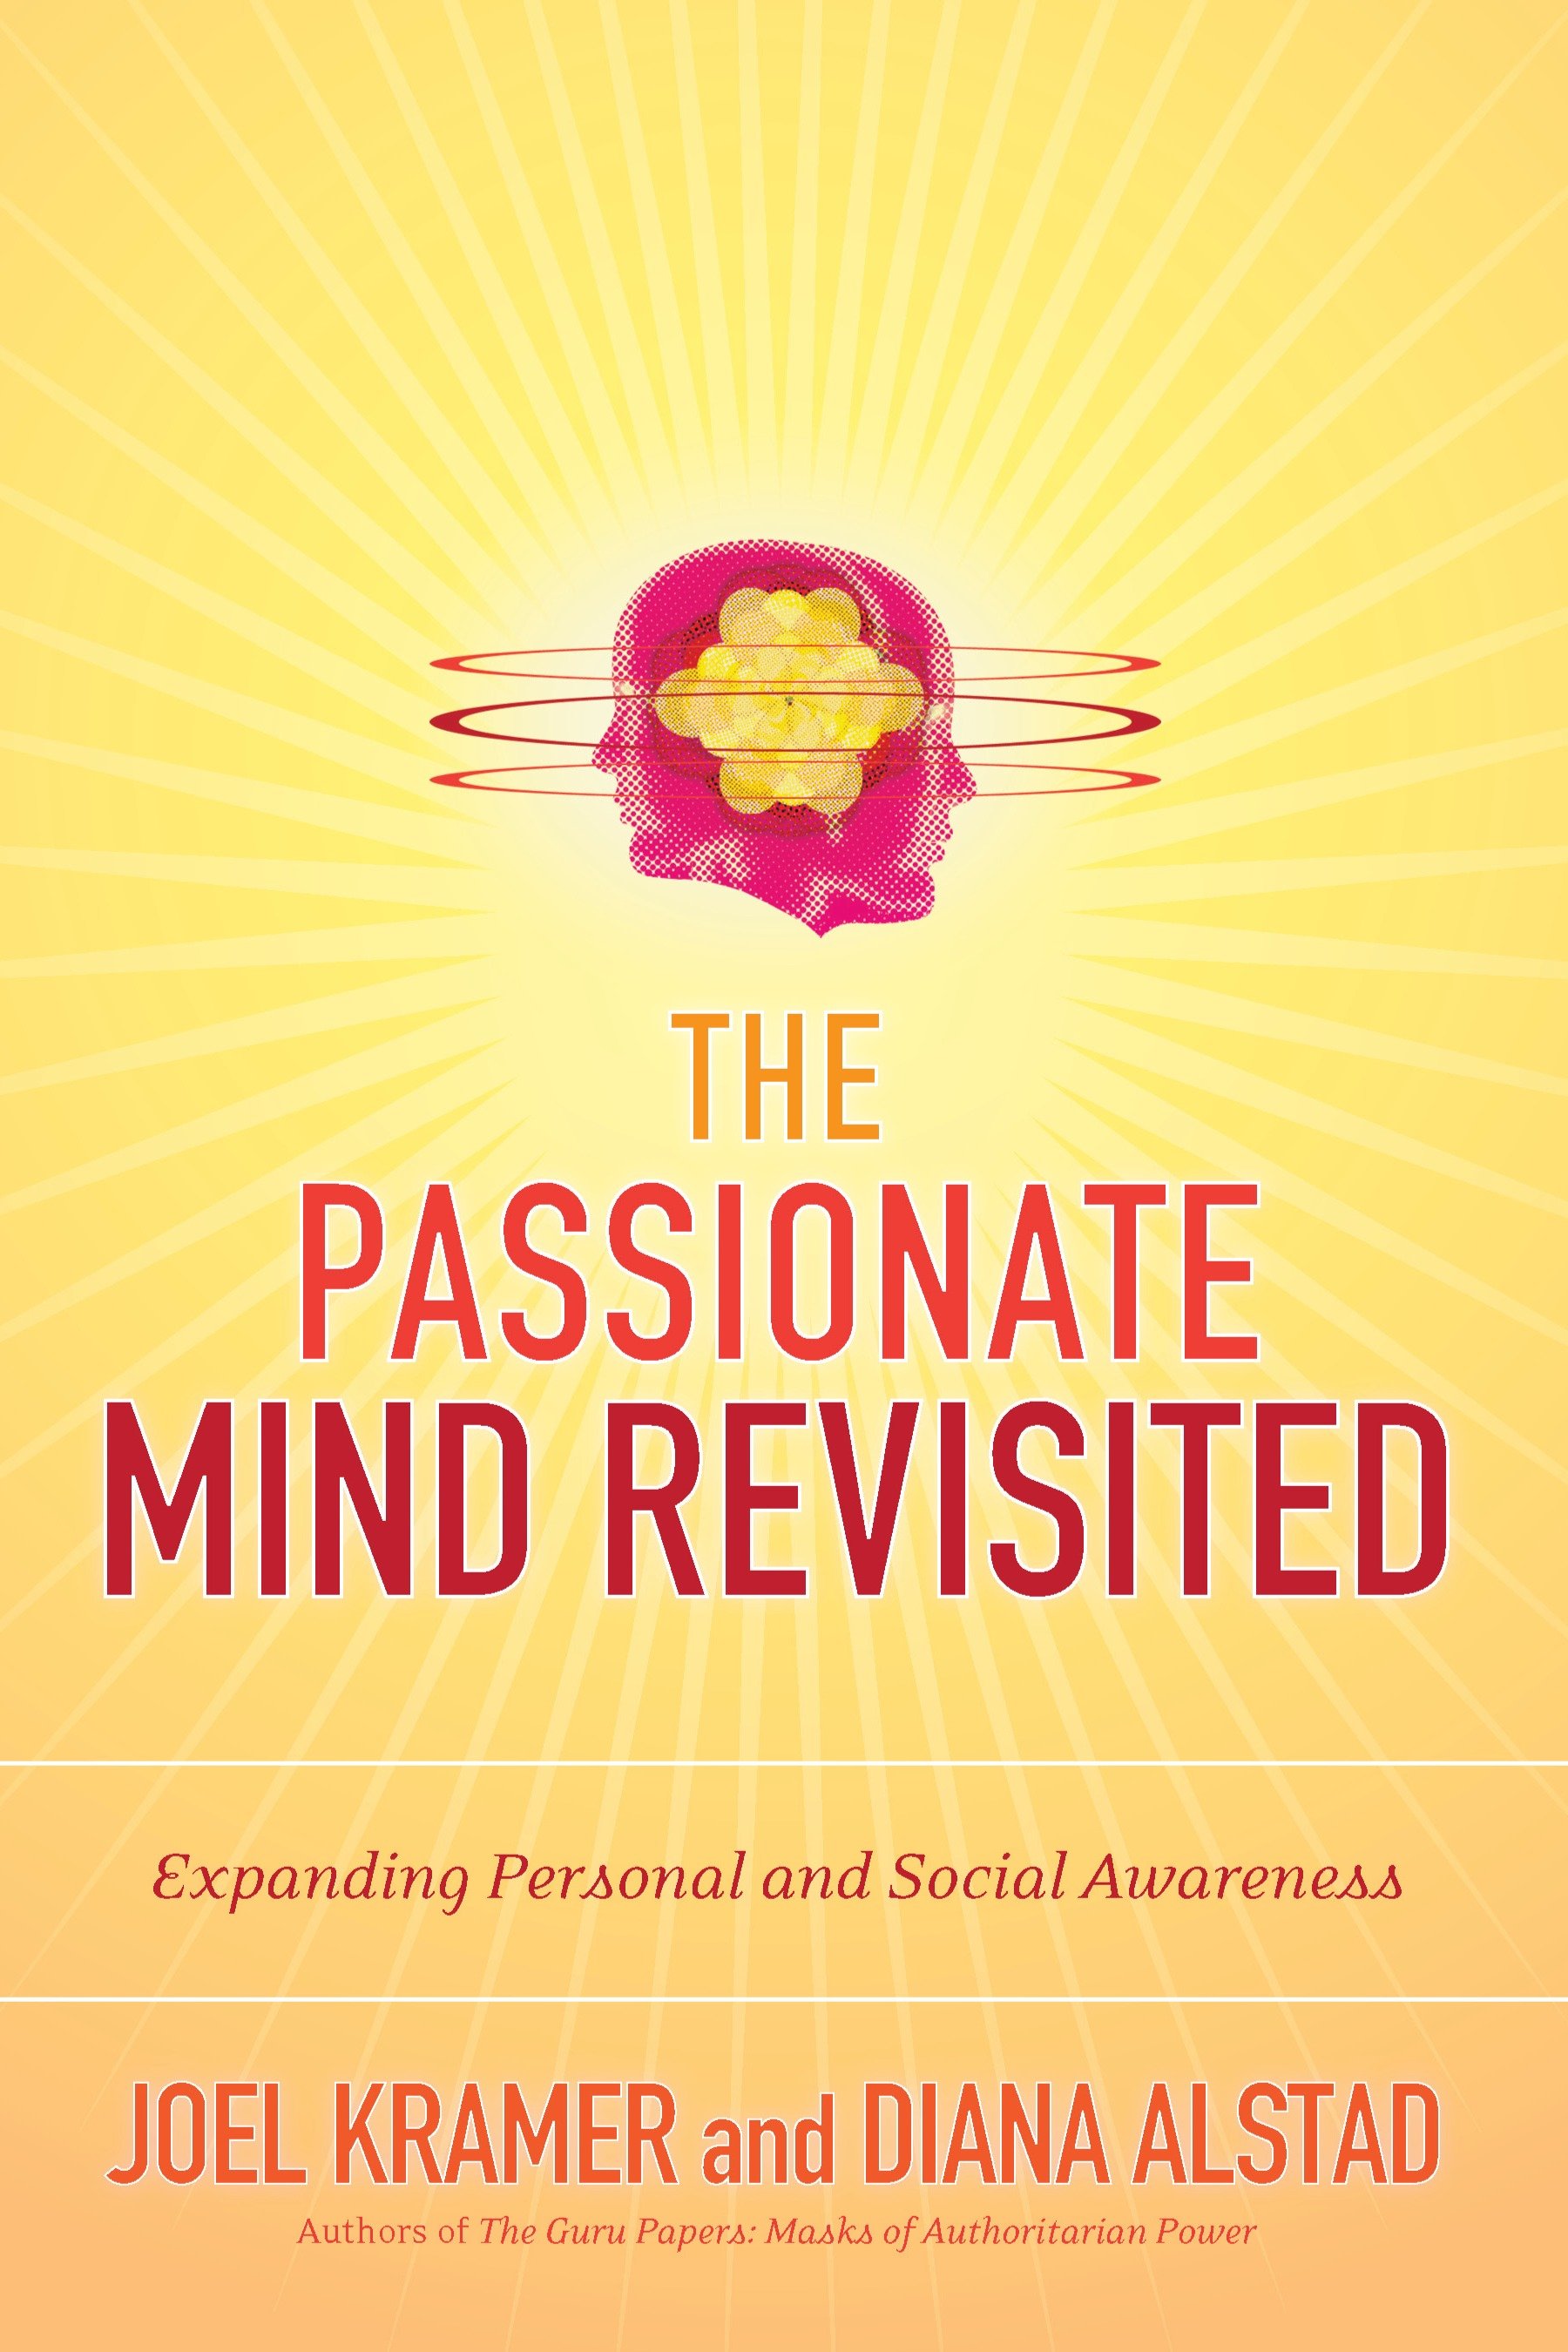 THE
PASSIONATE
MIND REVISITED
Expanding Personal and Social Awareness
JOEL KRAMER and DIANA ALSTAD
Authors of The Guru Papers: Masks of Authoritarian Power